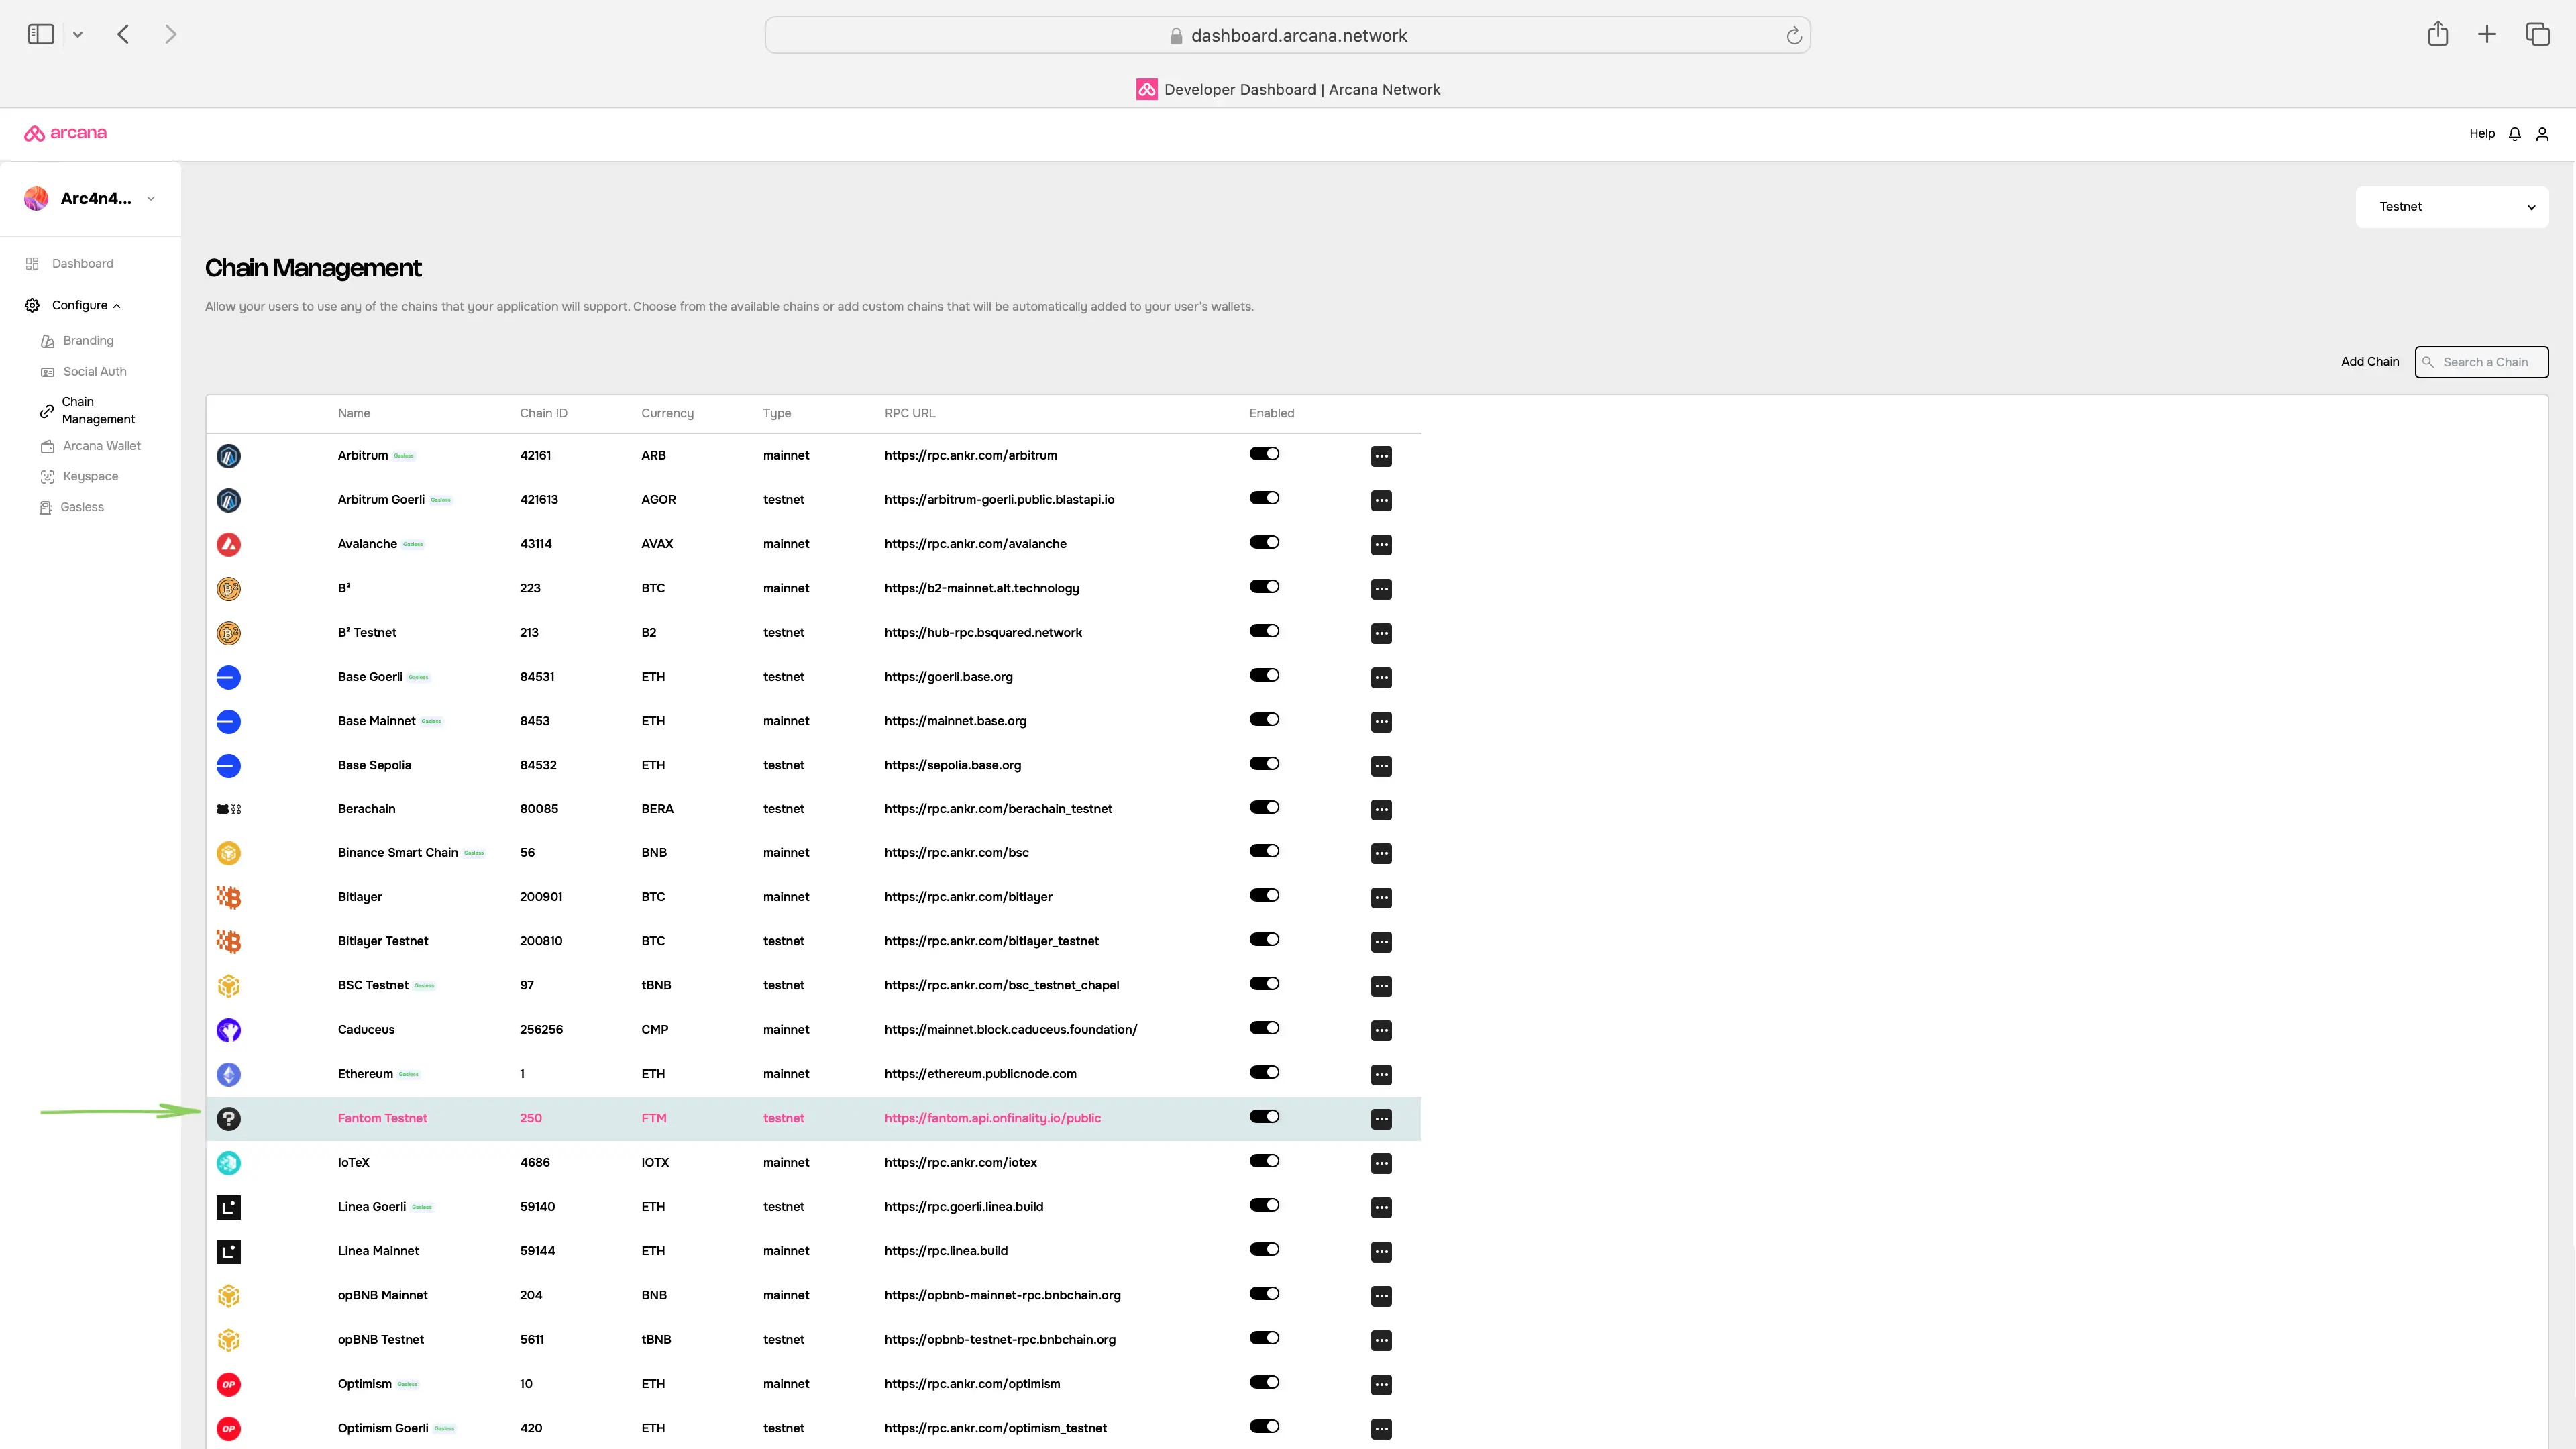 dashboard.arcana.network
Developer Dashboard | Arcana Network
arcana
Help
Arc4n4...
Testnet
Dashboard
Configure
Branding
Social Auth
Chain
Management
Arcana Wallet
Keyspace
Gasless
Chain Management
Allow your users to use any of the chains that your application will support. Choose from the available chains or add custom chains that will be automatically added to your user's wallets.
Add Chain Search a Chain
Name Chain ID Currency Type RPC URL Enabled
Arbitrum Gasless 42161 ARB mainnet https://rpc.ankr.com/arbitrum
Arbitrum Goerli Gasless 421613 AGOR testnet https://arbitrum-goerli.public.blastapi.io
Avalanche Gasless 43114 AVAX mainnet https://rpc.ankr.com/avalanche
B² 223 BTC mainnet https://b2-mainnet.alt.technology
B² Testnet 213 B2 testnet https://hub-rpc.bsquared.network
Base Goerli Gasless 84531 ETH testnet https://goerli.base.org
Base Mainnet Gasless 8453 ETH mainnet https://mainnet.base.org
Base Sepolia 84532 ETH testnet https://sepolia.base.org
Berachain 80085 BERA testnet https://rpc.ankr.com/berachain_testnet
Binance Smart Chain Gasless 56 BNB mainnet https://rpc.ankr.com/bsc
Bitlayer 200901 BTC mainnet https://rpc.ankr.com/bitlayer
Bitlayer Testnet 200810 BTC testnet https://rpc.ankr.com/bitlayer_testnet
BSC Testnet Gasless 97 tBNB testnet https://rpc.ankr.com/bsc_testnet_chapel
Caduceus 256256 CMP mainnet https://mainnet.block.caduceus.foundation/
Ethereum Gasless 1 ETH mainnet https://ethereum.publicnode.com
? Fantom Testnet 250 FTM testnet https://fantom.api.onfinality.io/public
IoTeX 4686 IOTX mainnet https://rpc.ankr.com/iotex
L Linea Goerli Gasless 59140 ETH testnet https://rpc.goerli.linea.build
L Linea Mainnet 59144 ETH mainnet https://rpc.linea.build
opBNB Mainnet 204 BNB mainnet https://opbnb-mainnet-rpc.bnbchain.org
opBNB Testnet 5611 tBNB testnet https://opbnb-testnet-rpc.bnbchain.org
OP Optimism Gasless 10 ETH mainnet https://rpc.ankr.com/optimism
OP Optimism Goerli Gasless 420 ETH testnet https://rpc.ankr.com/optimism_testnet